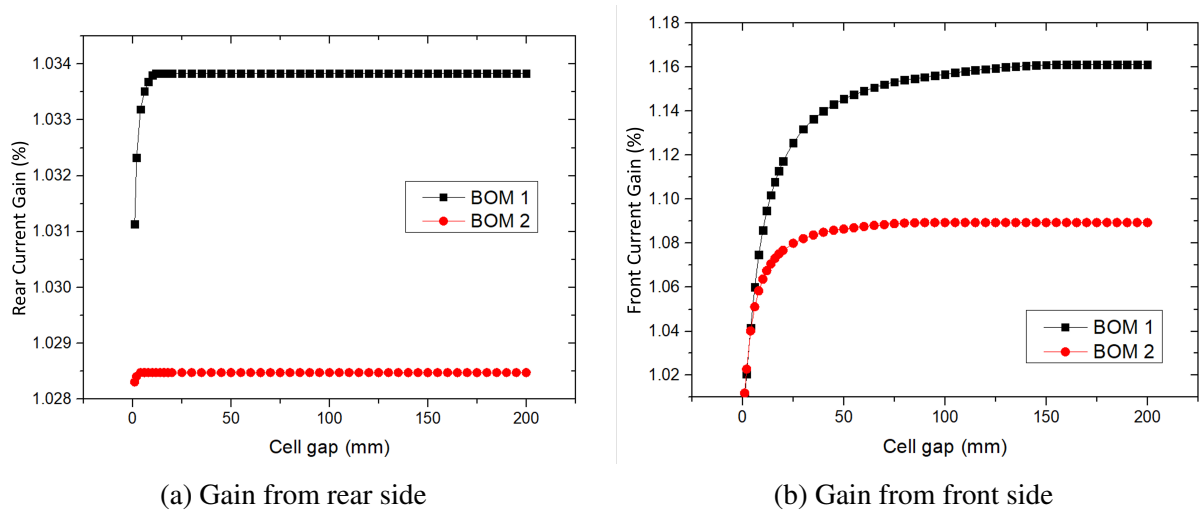 1.034
1.033
1.032
1.031
1.030
1.029
1.028
Rear Current Gain (%)
BOM 1
BOM 2
0
50
100
150
200
Cell gap (mm)
(a) Gain from rear side
1.18
1.16
1.14
1.12
1.10
1.08
1.06
1.04
1.02
Front Current Gain (%)
BOM 1
BOM 2
0
50
100
150
200
Cell gap (mm)
(b) Gain from front side